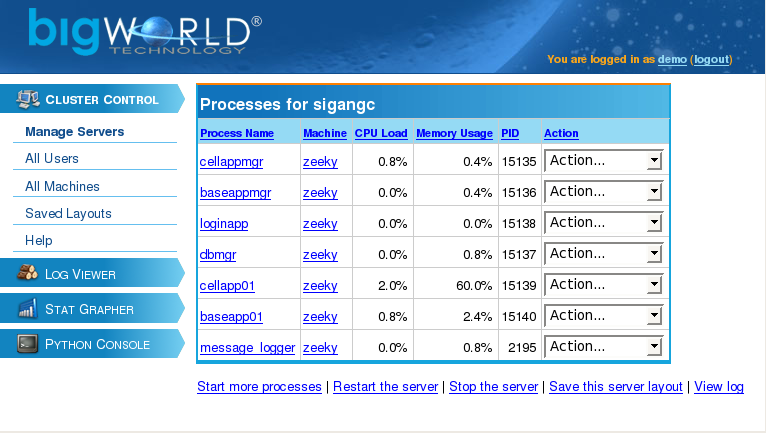 bigWORLD®
TECHNOLOGY
You are logged in as demo (logout)
CLUSTER CONTROL
Manage Servers
All Users
All Machines
Saved Layouts
Help
LOG VIEWER
STAT GRAPHER
PYTHON CONSOLE
Processes for sigangc
Process Name Machine CPU Load Memory Usage PID Action
cellappmgr zeeky 0.8% 0.4% 15135 Action...
baseappmgr zeeky 0.0% 0.4% 15136 Action...
loginapp zeeky 0.0% 0.0% 15138 Action...
dbmgr zeeky 0.0% 0.8% 15137 Action...
cellapp01 zeeky 2.0% 60.0% 15139 Action...
baseapp01 zeeky 0.8% 2.4% 15140 Action...
message_logger zeeky 0.0% 0.8% 2195 Action...
Start more processes | Restart the server | Stop the server | Save this server layout | View log